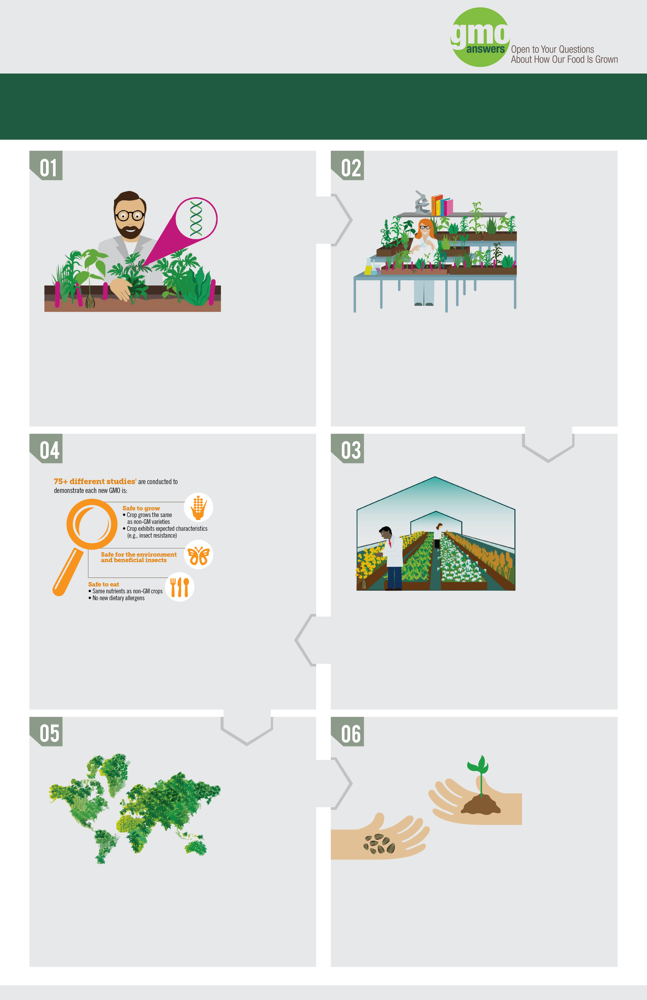 gmo
answers
Open to Your Questions
About How Our Food Is Grown
01
02
04
75+ different studies¹ are conducted to
demonstrate each new GMO is:
Safe to grow
• Crop grows the same
as non-GM varieties
• Crop exhibits expected characteristics
(e.g., insect resistance)
Safe for the environment
and beneficial insects
Safe to eat
• Same nutrients as non-GM crops
• No new dietary allergens
03
05
06